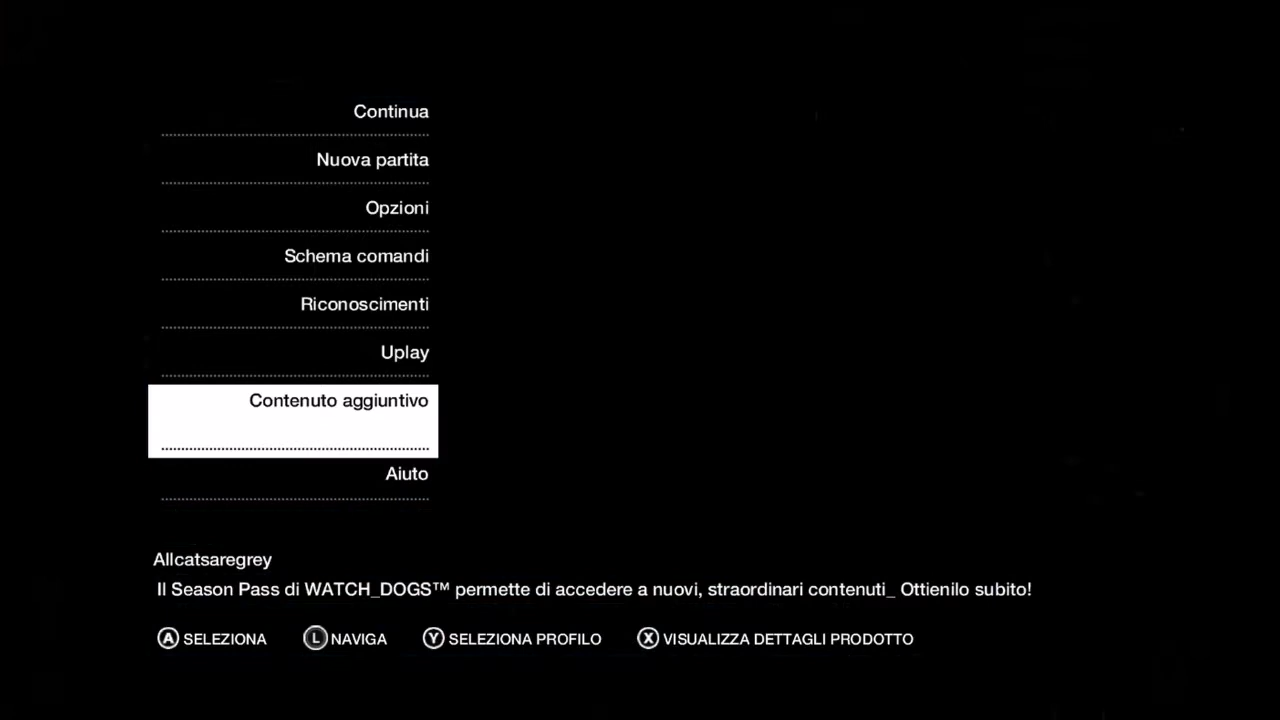 Continua
Nuova partita
Opzioni
Schema comandi
Riconoscimenti
Uplay
Contenuto aggiuntivo
Aiuto
Allcatsaregrey
Il Season Pass di WATCH_DOGS™ permette di accedere a nuovi, straordinari contenuti_ Ottienilo subito!
A SELEZIONA L NAVIGA Y SELEZIONA PROFILO X VISUALIZZA DETTAGLI PRODOTTO